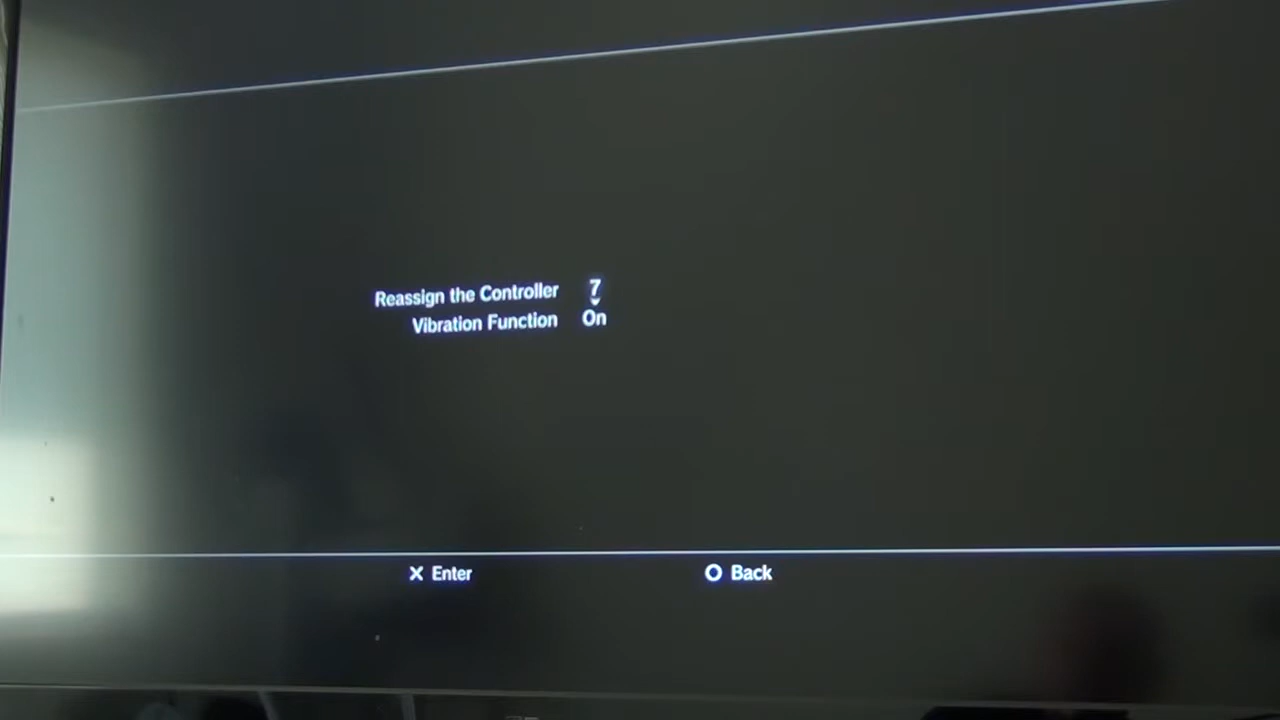 Reassign the Controller 7
Vibration Function On
X Enter O Back